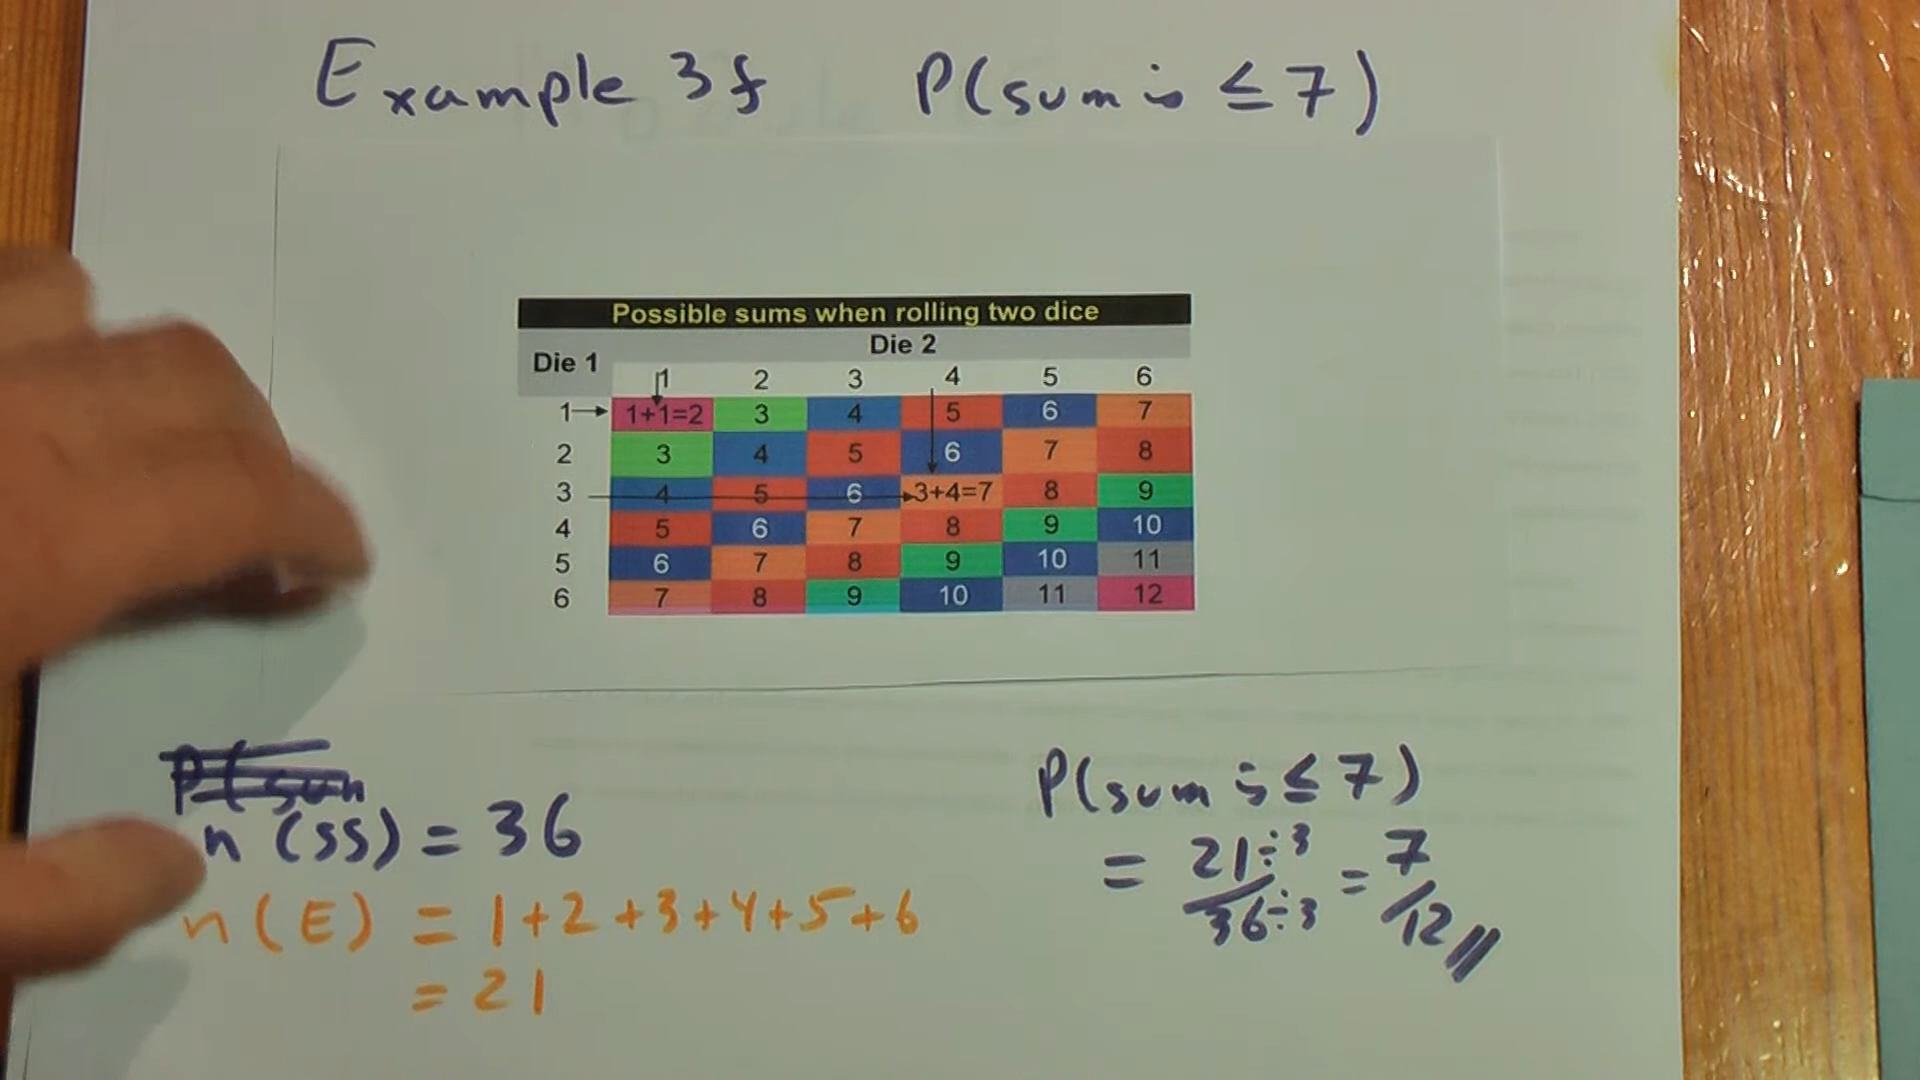 Example 3f P(sum is ≤ 7)
Possible sums when rolling two dice
Die 2
Die 1
1 2 3 4 5 6
1 1+1=2 3 4 5 6 7
2 3 4 5 6 7 8
3 4 5 6 3+4=7 8 9
4 5 6 7 8 9 10
5 6 7 8 9 10 11
6 7 8 9 10 11 12
P(sum
n (SS) = 36
n (E) = 1+2+3+4+5+6
= 21
P(sum is ≤ 7)
= 21÷3/36÷3 = 7/12